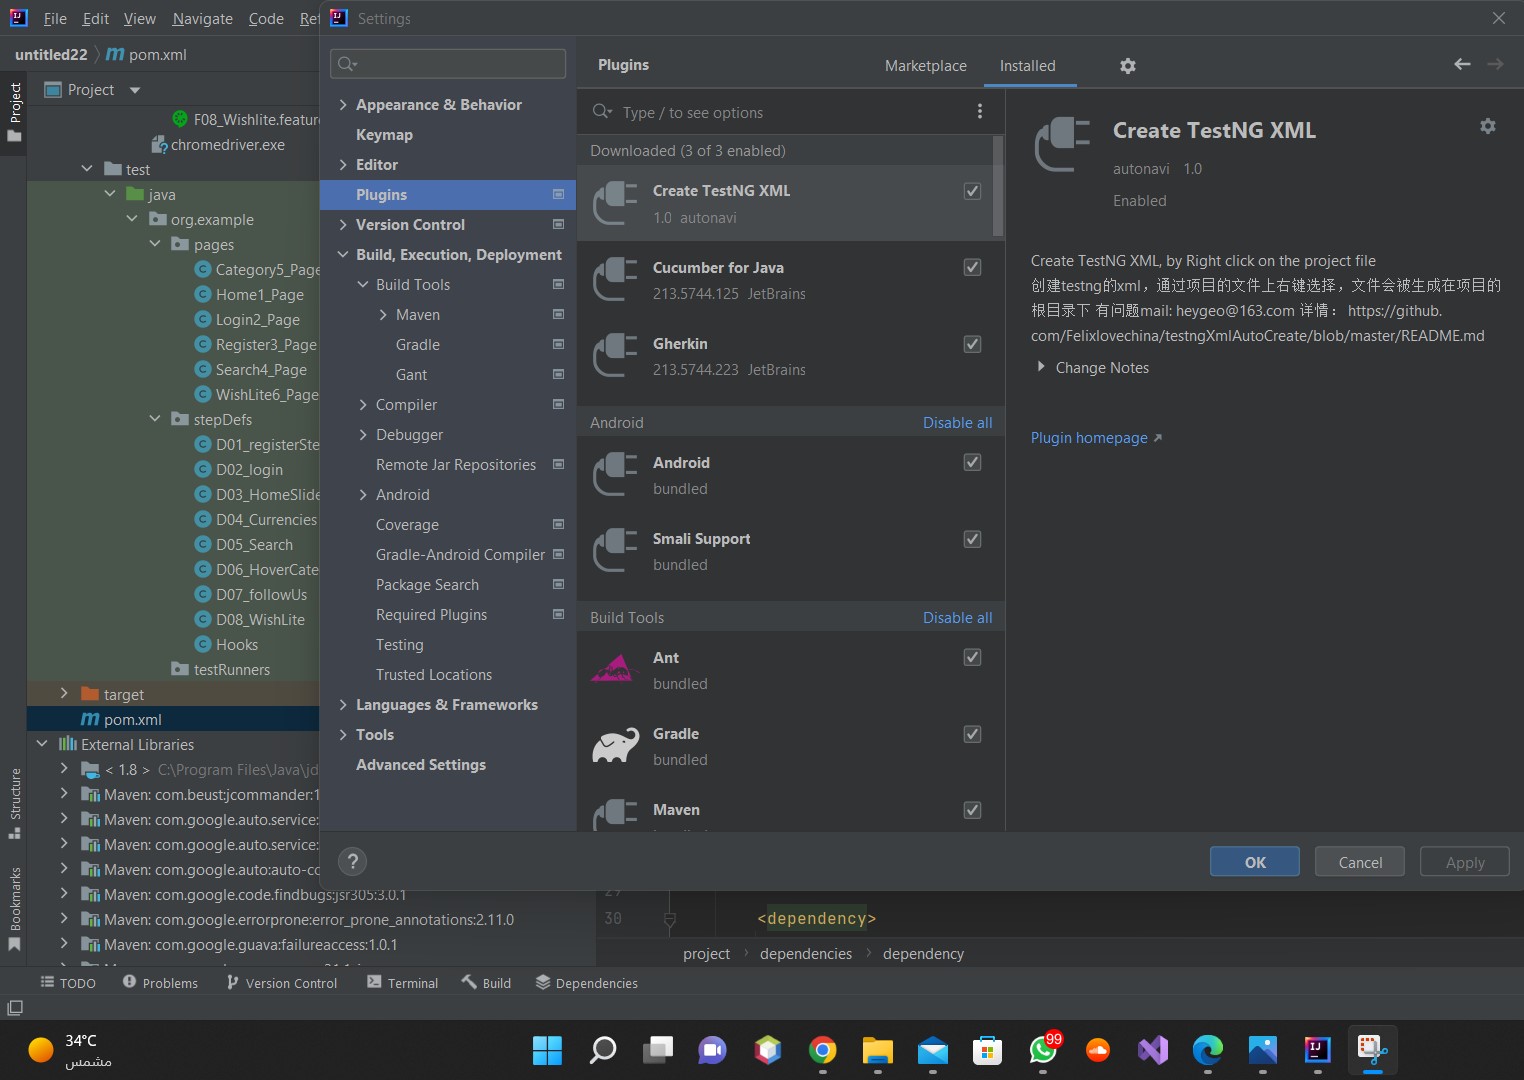 File Edit View Navigate Code Ref
Settings
untitled22 pom.xml
Project
Project
F08_Wishlite.feature
chromedriver.exe
test
java
org.example
pages
Category5_Page
Home1_Page
Login2_Page
Register3_Page
Search4_Page
WishLite6_Page
stepDefs
D01_registerSte
D02_login
D03_HomeSlide
D04_Currencies
D05_Search
D06_HoverCate
D07_followUs
D08_WishLite
Hooks
testRunners
target
pom.xml
External Libraries
< 1.8 > C:\Program Files\Java\jd
Maven: com.beust:jcommander:1
Maven: com.google.auto.service:
Maven: com.google.auto.service:
Maven: com.google.auto:auto-co
Maven: com.google.code.findbugs:jsr305:3.0.1
Maven: com.google.errorprone:error_prone_annotations:2.11.0
Maven: com.google.guava:failureaccess:1.0.1
Structure
Bookmarks
Appearance & Behavior
Keymap
Editor
Plugins
Version Control
Build, Execution, Deployment
Build Tools
Maven
Gradle
Gant
Compiler
Debugger
Remote Jar Repositories
Android
Coverage
Gradle-Android Compiler
Package Search
Required Plugins
Testing
Trusted Locations
Languages & Frameworks
Tools
Advanced Settings
?
Plugins Marketplace Installed
Type / to see options
Downloaded (3 of 3 enabled)
Create TestNG XML
1.0 autonavi
Cucumber for Java
213.5744.125 JetBrains
Gherkin
213.5744.223 JetBrains
Android Disable all
Android
bundled
Smali Support
bundled
Build Tools Disable all
Ant
bundled
Gradle
bundled
Maven
Create TestNG XML
autonavi 1.0
Enabled
Create TestNG XML, by Right click on the project file
创建testng的xml，通过项目的文件上右键选择，文件会被生成在项目的
根目录下 有问题mail: heygeo@163.com 详情： https://github.
com/Felixlovechina/testngXmlAutoCreate/blob/master/README.md
Change Notes
Plugin homepage
OK Cancel Apply
29
30 <dependency>
project dependencies dependency
TODO Problems Version Control Terminal Build Dependencies
34°C
مشمس
99